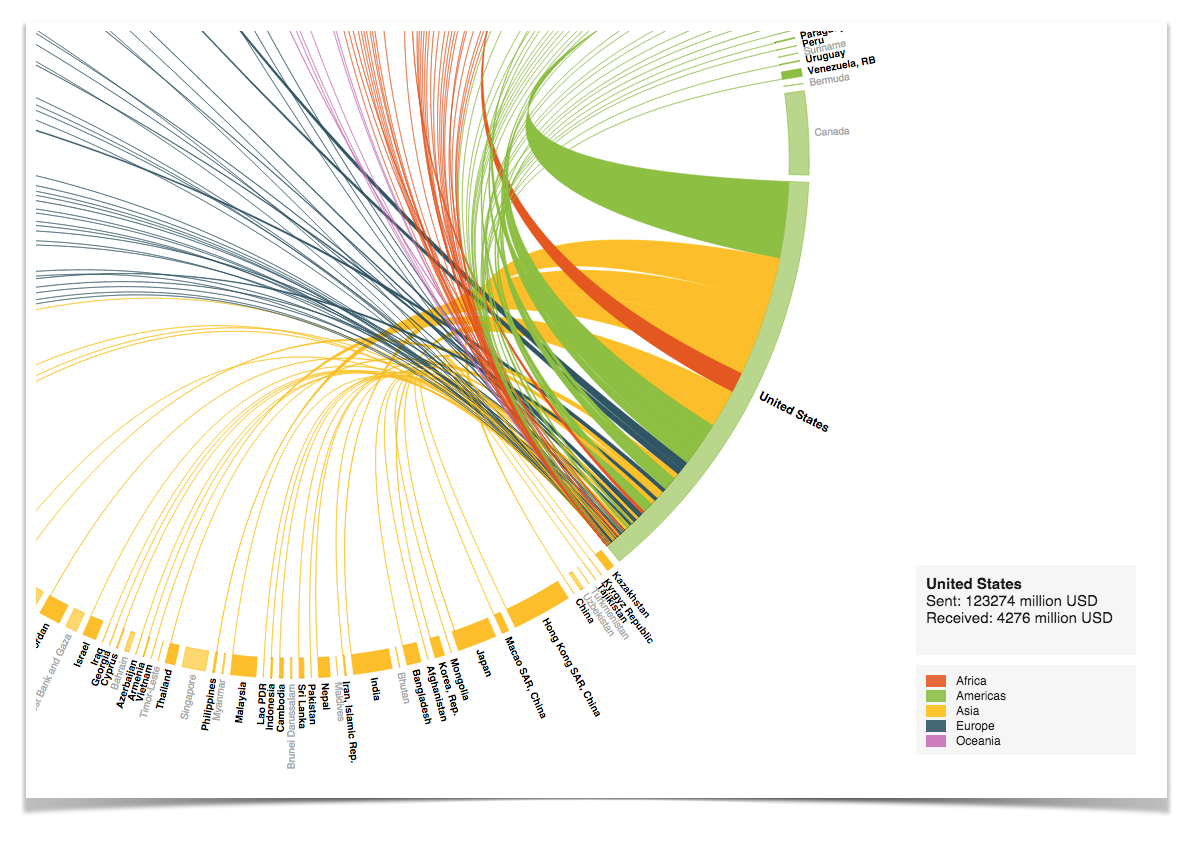 Peru
Suriname
Uruguay
Venezuela, RB
Bermuda
Canada
United States
Kazakhstan
Kyrgyz Republic
Tajikistan
Turkmenistan
Uzbekistan
China
Hong Kong SAR, China
Macao SAR, China
Japan
Mongolia
Korea, Rep.
Afghanistan
Bangladesh
Bhutan
India
Iran, Islamic Rep.
Maldives
Nepal
Pakistan
Sri Lanka
Brunei Darussalam
Cambodia
Indonesia
Lao PDR
Malaysia
Myanmar
Philippines
Singapore
Thailand
Timor-Leste
Vietnam
Armenia
Azerbaijan
Bahrain
Cyprus
Georgia
Iraq
Israel
st Bank and Gaza
rdan
United States
Sent: 123274 million USD
Received: 4276 million USD
Africa
Americas
Asia
Europe
Oceania